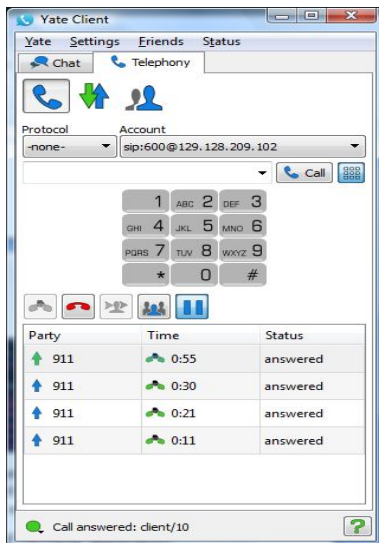 Yate Client
Yate Settings Friends Status
Chat Telephony
Protocol Account
-none- sip:600@129.128.209.102
Call
1 ABC 2 DEF 3
GHI 4 JKL 5 MNO 6
PQRS 7 TUV 8 WXYZ 9
* 0 #
Party Time Status
911 0:55 answered
911 0:30 answered
911 0:21 answered
911 0:11 answered
Call answered: client/10
?